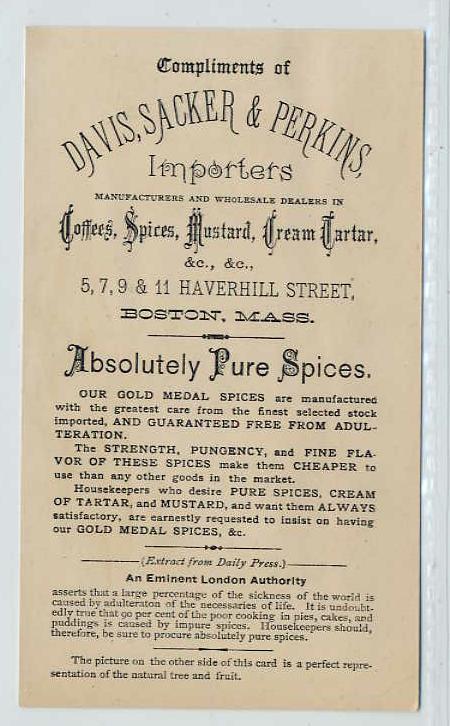 Compliments of
DAVIS, SACKER & PERKINS,
Importers
MANUFACTURERS AND WHOLESALE DEALERS IN
Coffees, Spices, Mustard, Cream Tartar,
&c., &c.,
5, 7, 9 & 11 HAVERHILL STREET,
BOSTON, MASS.
Absolutely Pure Spices.
OUR GOLD MEDAL SPICES are manufactured
with the greatest care from the finest selected stock
imported, AND GUARANTEED FREE FROM ADUL-
TERATION.
The STRENGTH, PUNGENCY, and FINE FLA-
VOR OF THESE SPICES make them CHEAPER to
use than any other goods in the market.
Housekeepers who desire PURE SPICES, CREAM
OF TARTAR, and MUSTARD, and want them ALWAYS
satisfactory, are earnestly requested to insist on having
our GOLD MEDAL SPICES, &c.
(Extract from Daily Press.)
An Eminent London Authority
asserts that a large percentage of the sickness of the world is
caused by adulteraton of the necessaries of life. It is undoubt-
edly true that 90 per cent of the poor cooking in pies, cakes, and
puddings is caused by impure spices. Housekeepers should,
therefore, be sure to procure absolutely pure spices.
The picture on the other side of this card is a perfect repre-
sentation of the natural tree and fruit.